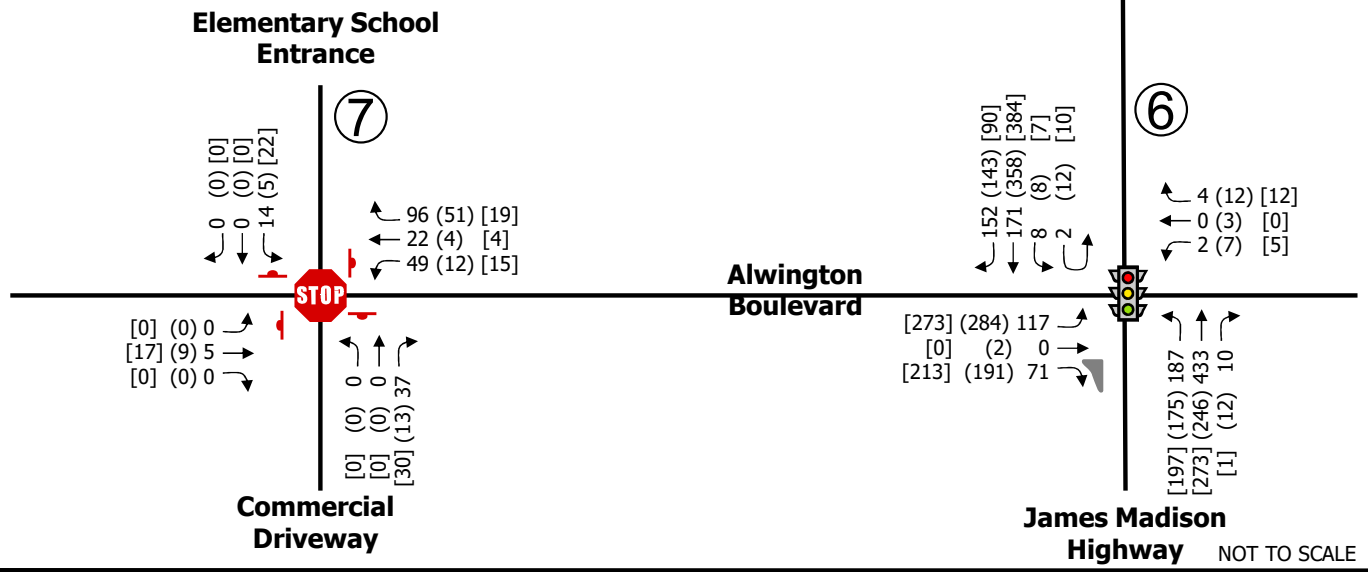 Elementary School
Entrance
7
0 (0) [0]
0 (0) [0]
14 (5) [22]
96 (51) [19]
22 (4) [4]
49 (12) [15]
STOP
[0] (0) 0
[17] (9) 5
[0] (0) 0
[0] (0) 0
[0] (0) 0
[30] (13) 37
Commercial
Driveway
Alwington
Boulevard
6
152 (143) [90]
171 (358) [384]
8 (8) [7]
2 (12) [10]
4 (12) [12]
0 (3) [0]
2 (7) [5]
[273] (284) 117
[0] (2) 0
[213] (191) 71
[197] (175) 187
[273] (246) 433
[1] (12) 10
James Madison
Highway
NOT TO SCALE